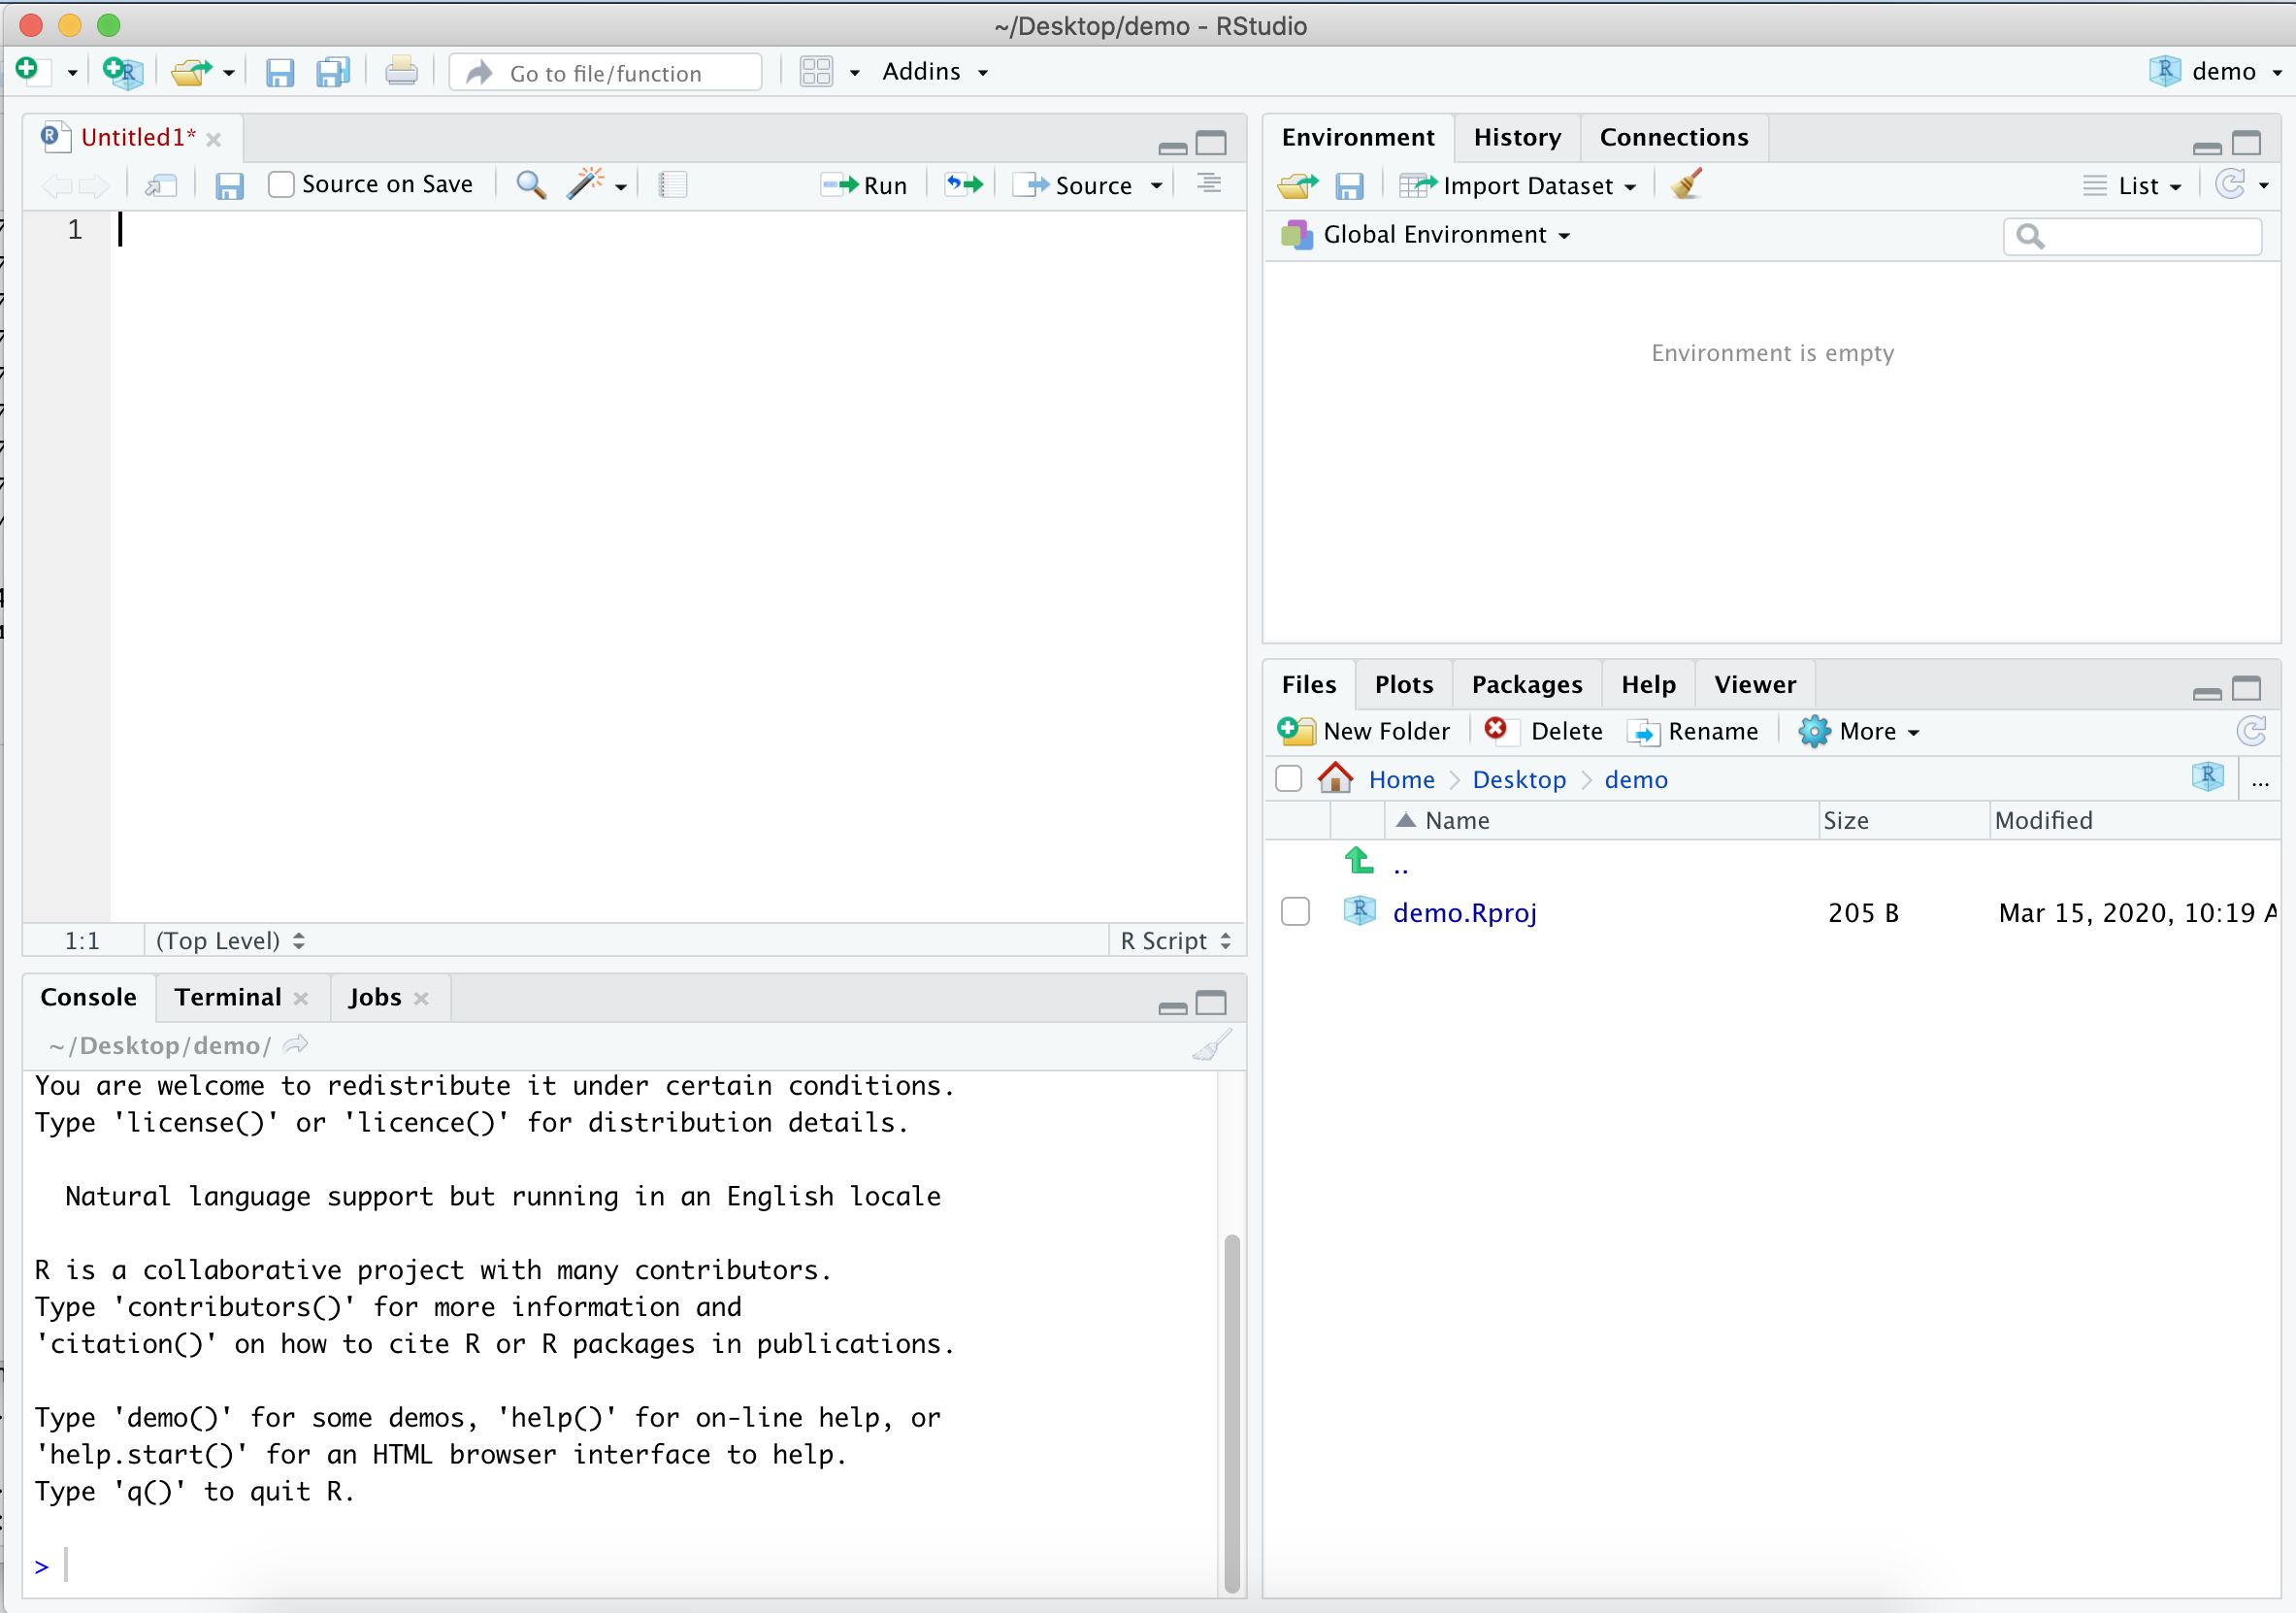 ~/Desktop/demo - RStudio
Go to file/function
Addins
demo
Untitled1*
Source on Save
Run
Source
1
1:1
(Top Level)
R Script
Environment
History
Connections
Import Dataset
List
Global Environment
Environment is empty
Console
Terminal
Jobs
~/Desktop/demo/
You are welcome to redistribute it under certain conditions.
Type 'license()' or 'licence()' for distribution details.
Natural language support but running in an English locale
R is a collaborative project with many contributors.
Type 'contributors()' for more information and
'citation()' on how to cite R or R packages in publications.
Type 'demo()' for some demos, 'help()' for on-line help, or
'help.start()' for an HTML browser interface to help.
Type 'q()' to quit R.
>
Files
Plots
Packages
Help
Viewer
New Folder
Delete
Rename
More
Home
Desktop
demo
...
Name
Size
Modified
..
demo.Rproj
205 B
Mar 15, 2020, 10:19 A